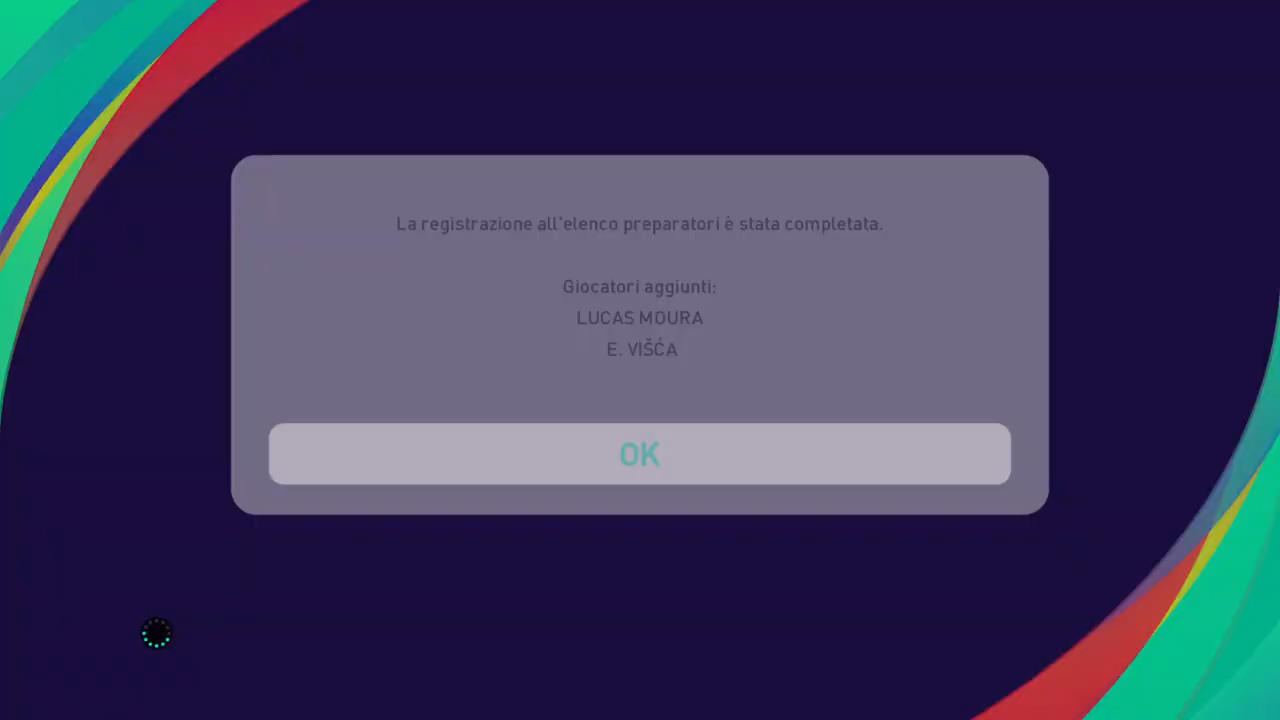 La registrazione all'elenco preparatori è stata completata.
Giocatori aggiunti:
LUCAS MOURA
E. VIŠĆA
OK